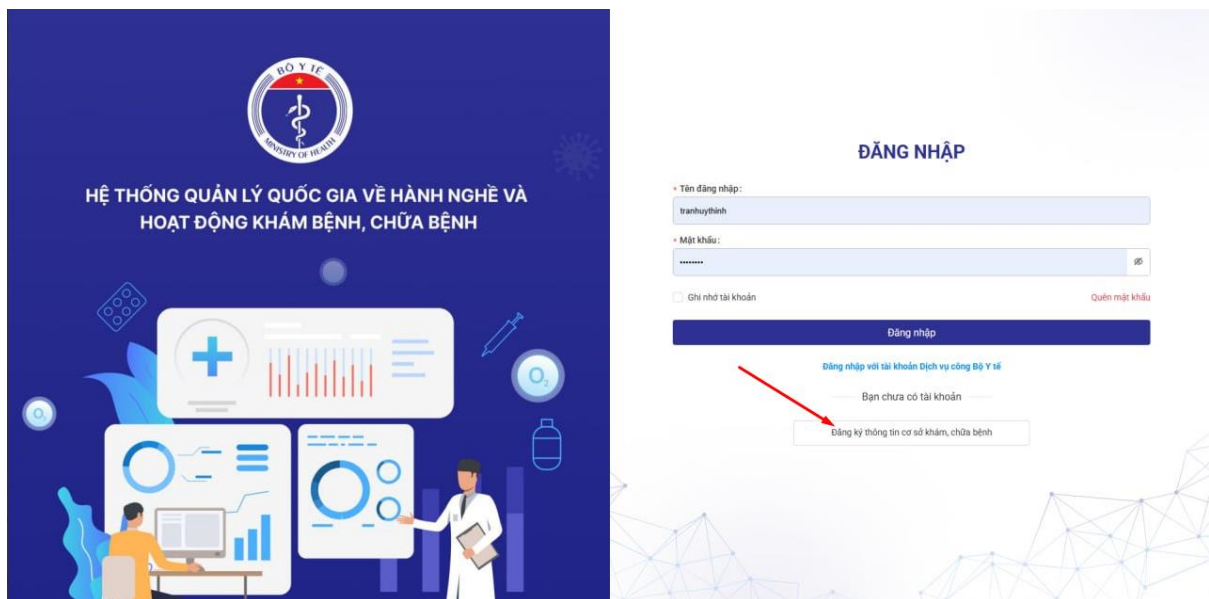 BỘ Y TẾ
MINISTRY OF HEALTH
HỆ THỐNG QUẢN LÝ QUỐC GIA VỀ HÀNH NGHỀ VÀ
HOẠT ĐỘNG KHÁM BỆNH, CHỮA BỆNH
O₂
O₂
ĐĂNG NHẬP
* Tên đăng nhập:
tranhuythinh
* Mật khẩu:
••••••••
Ghi nhớ tài khoản
Quên mật khẩu
Đăng nhập
Đăng nhập với tài khoản Dịch vụ công Bộ Y tế
Bạn chưa có tài khoản
Đăng ký thông tin cơ sở khám, chữa bệnh